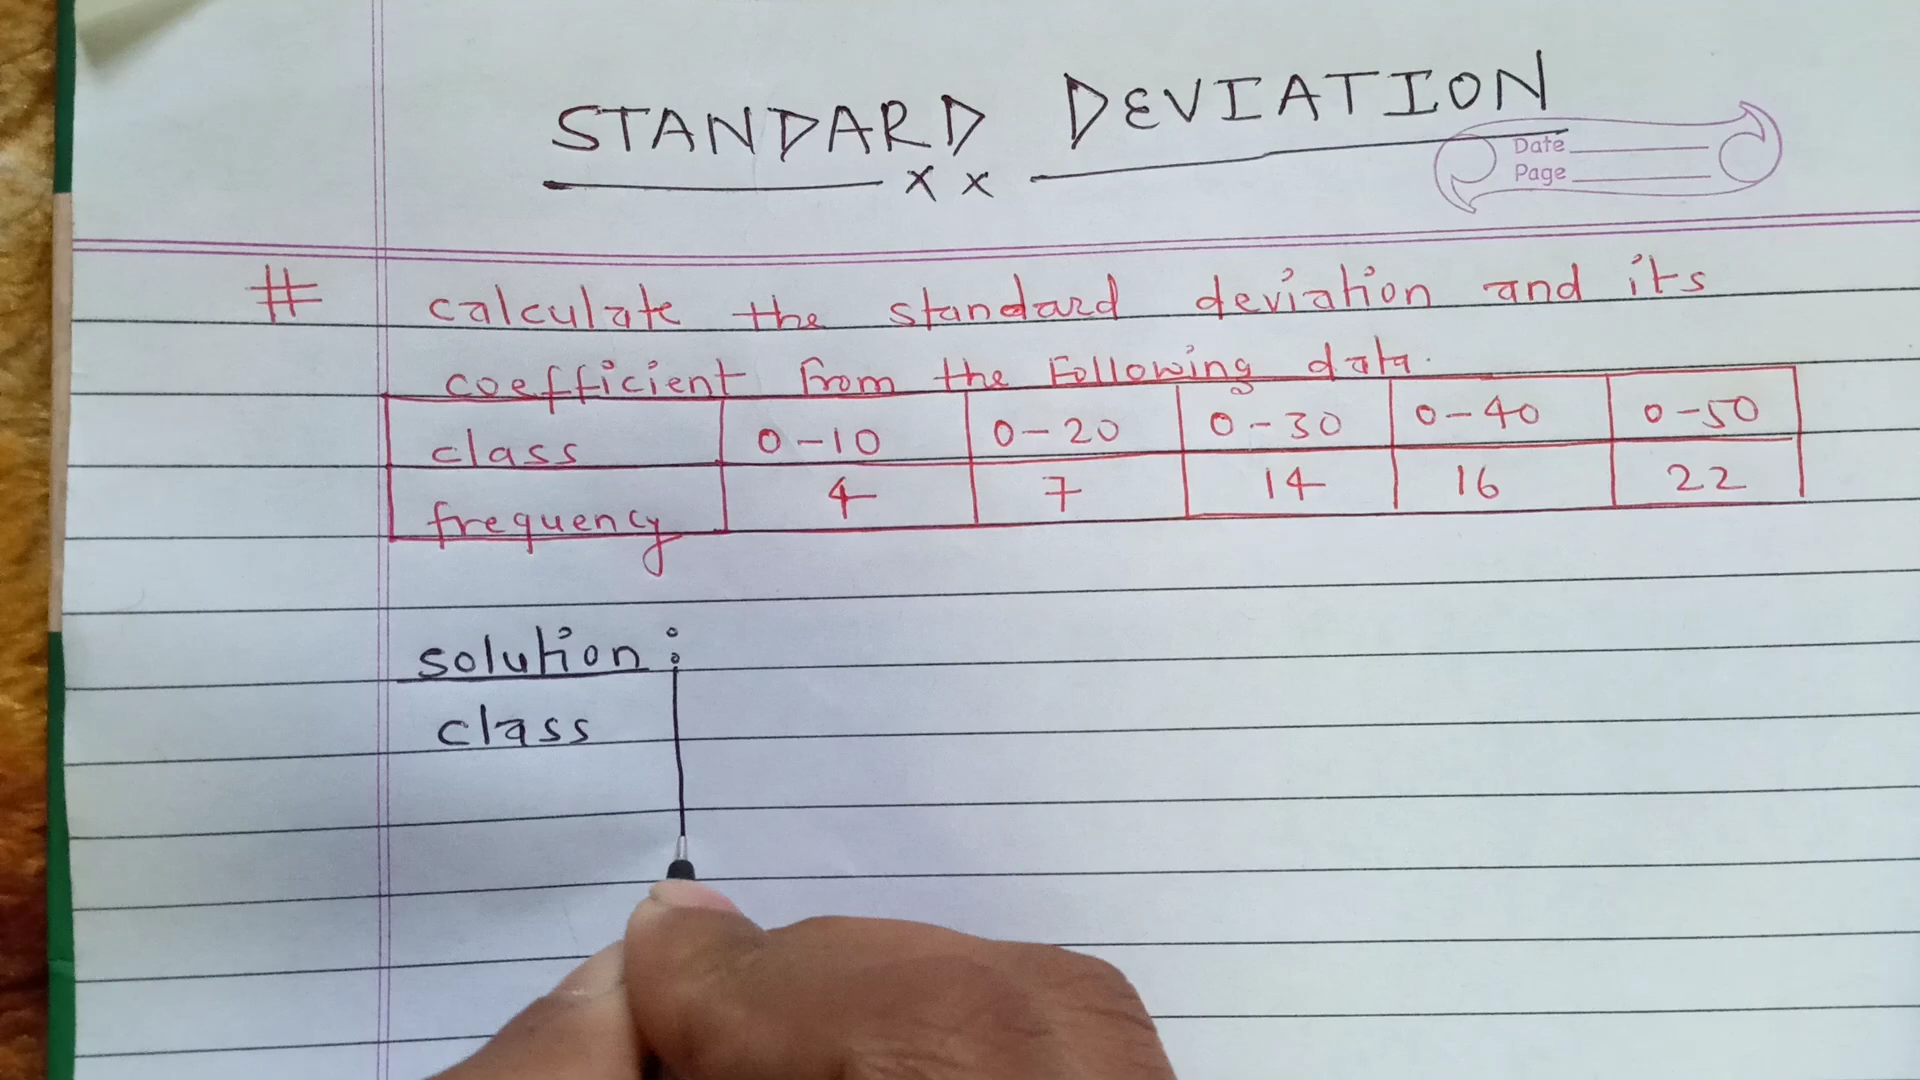 STANDARD DEVIATION
x x
Date
Page
# calculate the standard deviation and its
coefficient from the following data.
class 0-10 0-20 0-30 0-40 0-50
frequency 4 7 14 16 22
solution:
class